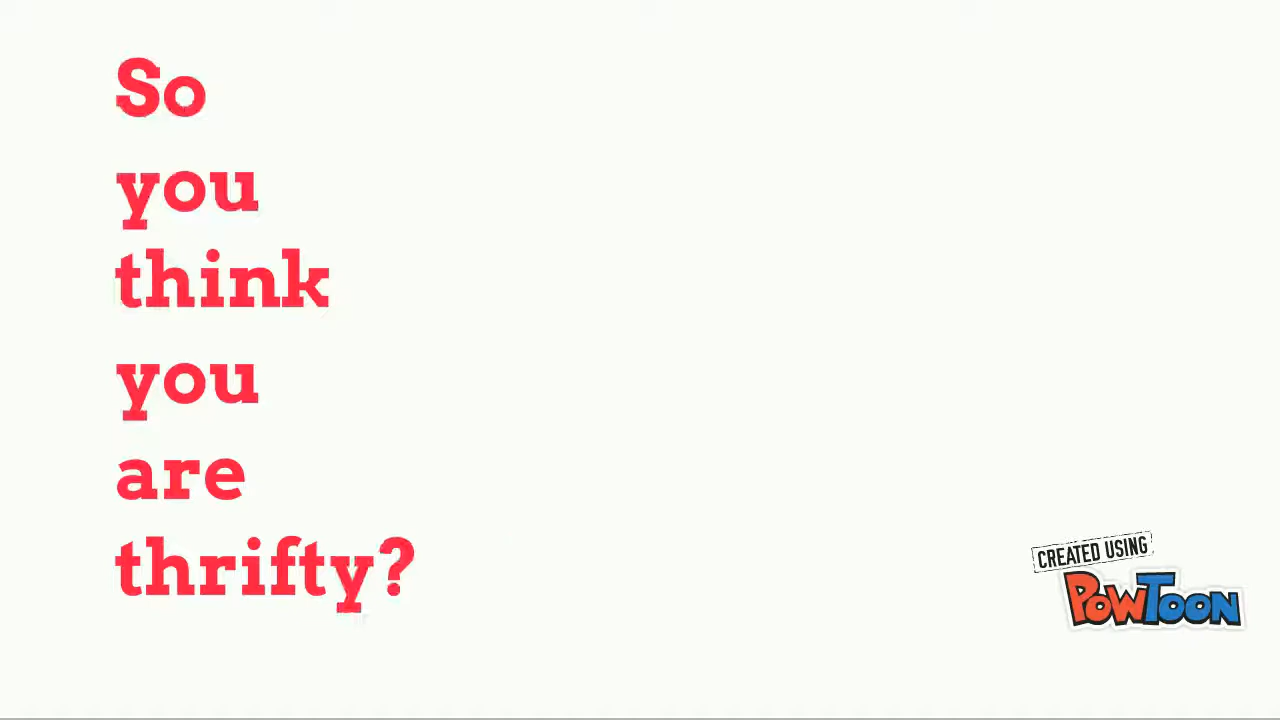 So
you
think
you
are
thrifty?
CREATED USING
POWTOON